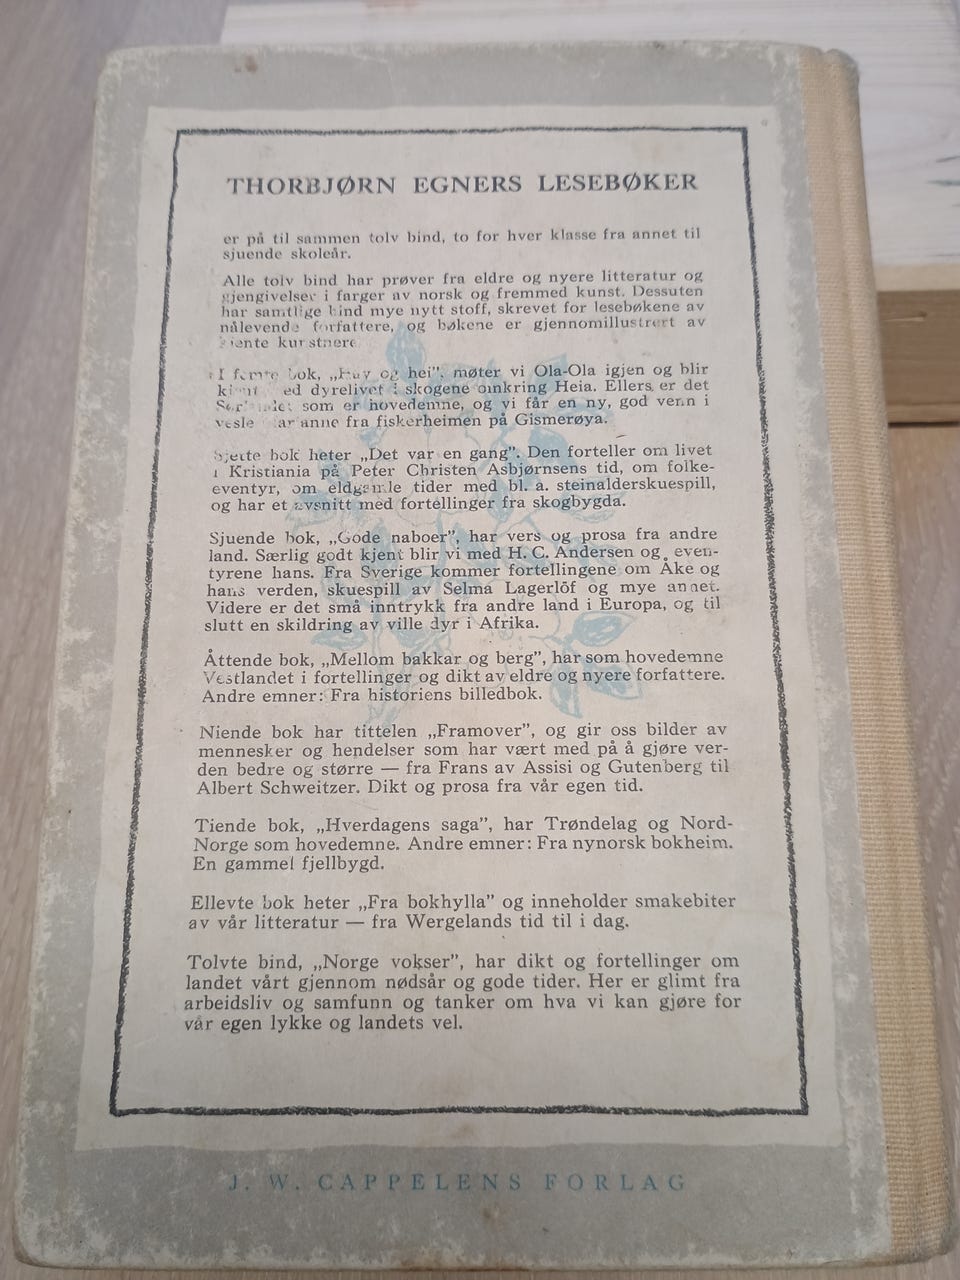 THORBJØRN EGNERS LESEBØKER
er på til sammen tolv bind, to for hver klasse fra annet til
sjuende skoleår.
Alle tolv bind har prøver fra eldre og nyere litteratur og
gjengivelser i farger av norsk og fremmed kunst. Dessuten
har samtlige bind mye nytt stoff, skrevet for lesebøkene av
nålevende forfattere, og bøkene er gjennomillustrert av
kjente kunstnere
I femte bok, „Huy og hei”, møter vi Ola-Ola igjen og blir
kjent med dyrelivet i skogene omkring Heia. Ellers er det
Sørlandet som er hovedemne, og vi får en ny, god venn i
vesle anne fra fiskerheimen på Gismerøya.
Sjette bok heter „Det var en gang”. Den forteller om livet
i Kristiania på Peter Christen Asbjørnsens tid, om folke-
eventyr, om eldgamle tider med bl. a. steinalderskuespill,
og har et avsnitt med fortellinger fra skogbygda.
Sjuende bok, „Gode naboer”, har vers og prosa fra andre
land. Særlig godt kjent blir vi med H. C. Andersen og even-
tyrene hans. Fra Sverige kommer fortellingene om Åke og
hans verden, skuespill av Selma Lagerlöf og mye annet.
Videre er det små inntrykk fra andre land i Europa, og til
slutt en skildring av ville dyr i Afrika.
Åttende bok, „Mellom bakkar og berg”, har som hovedemne
Vestlandet i fortellinger og dikt av eldre og nyere forfattere.
Andre emner: Fra historiens billedbok.
Niende bok har tittelen „Framover”, og gir oss bilder av
mennesker og hendelser som har vært med på å gjøre ver-
den bedre og større — fra Frans av Assisi og Gutenberg til
Albert Schweitzer. Dikt og prosa fra vår egen tid.
Tiende bok, „Hverdagens saga”, har Trøndelag og Nord-
Norge som hovedemne. Andre emner: Fra nynorsk bokheim.
En gammel fjellbygd.
Ellevte bok heter „Fra bokhylla” og inneholder smakebiter
av vår litteratur — fra Wergelands tid til i dag.
Tolvte bind, „Norge vokser”, har dikt og fortellinger om
landet vårt gjennom nødsår og gode tider. Her er glimt fra
arbeidsliv og samfunn og tanker om hva vi kan gjøre for
vår egen lykke og landets vel.
J. W. CAPPELENS FORLAG